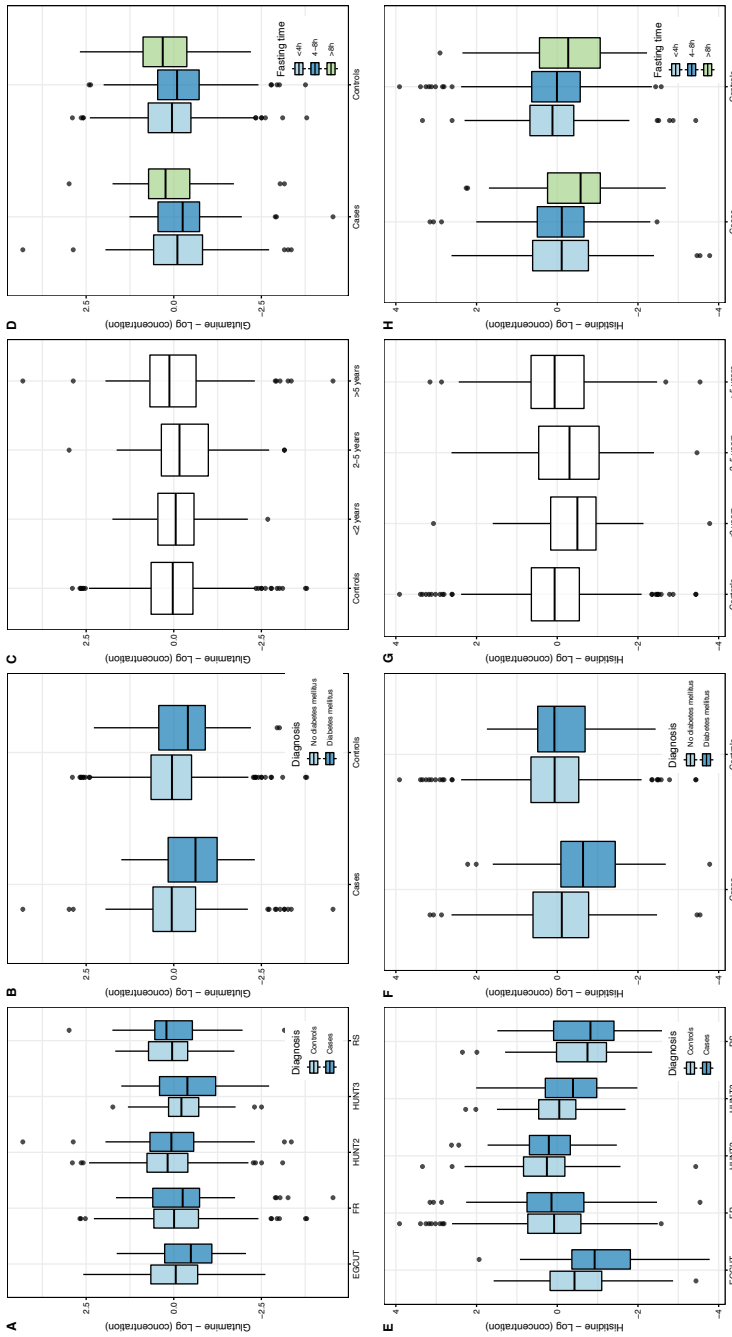 A
Glutamine − Log (concentration)
2.5
0.0
−2.5
EGCUT
FR
HUNT2
HUNT3
RS
Diagnosis
Controls
Cases
B
Glutamine − Log (concentration)
2.5
0.0
−2.5
Cases
Controls
Diagnosis
No diabetes mellitus
Diabetes mellitus
C
Glutamine − Log (concentration)
2.5
0.0
−2.5
Controls
<2 years
2−5 years
>5 years
D
Glutamine − Log (concentration)
2.5
0.0
−2.5
Cases
Controls
Fasting time
<4h
4−8h
>8h
E
Histidine − Log (concentration)
4
2
0
−2
−4
Diagnosis
Controls
Cases
F
Histidine − Log (concentration)
4
2
0
−2
−4
Diagnosis
No diabetes mellitus
Diabetes mellitus
G
Histidine − Log (concentration)
4
2
0
−2
−4
H
Histidine − Log (concentration)
4
2
0
−2
−4
Fasting time
<4h
4−8h
>8h